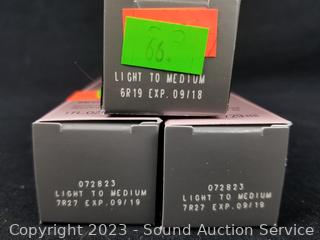 LIGHT TO MEDIUM
6R19 EXP. 09/18
072823
LIGHT TO MEDIUM
7R27 EXP. 09/19
072823
LIGHT TO MEDIUM
7R27 EXP. 09/19
Copyright 2023 - Sound Auction Service